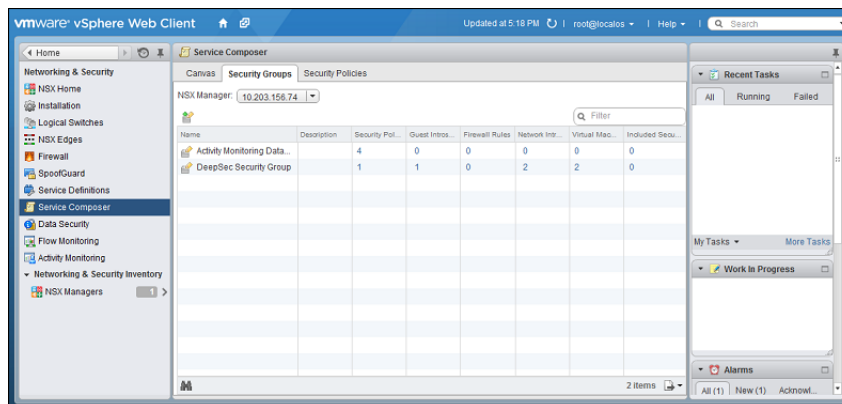 vmware® vSphere Web Client
Updated at 5:18 PM
root@localos
Help
Search
Home
Networking & Security
NSX Home
Installation
Logical Switches
NSX Edges
Firewall
SpoofGuard
Service Definitions
Service Composer
Data Security
Flow Monitoring
Activity Monitoring
Networking & Security Inventory
NSX Managers 1
Service Composer
Canvas Security Groups Security Policies
NSX Manager: 10.203.156.74
Filter
Name Description Security Pol... Guest Intros... Firewall Rules Network Intr... Virtual Mac... Included Secu...
Activity Monitoring Data... 4 0 0 0 0 0
DeepSec Security Group 1 1 0 2 2 0
2 items
Recent Tasks
All Running Failed
My Tasks More Tasks
Work In Progress
Alarms
All (1) New (1) Acknowl...